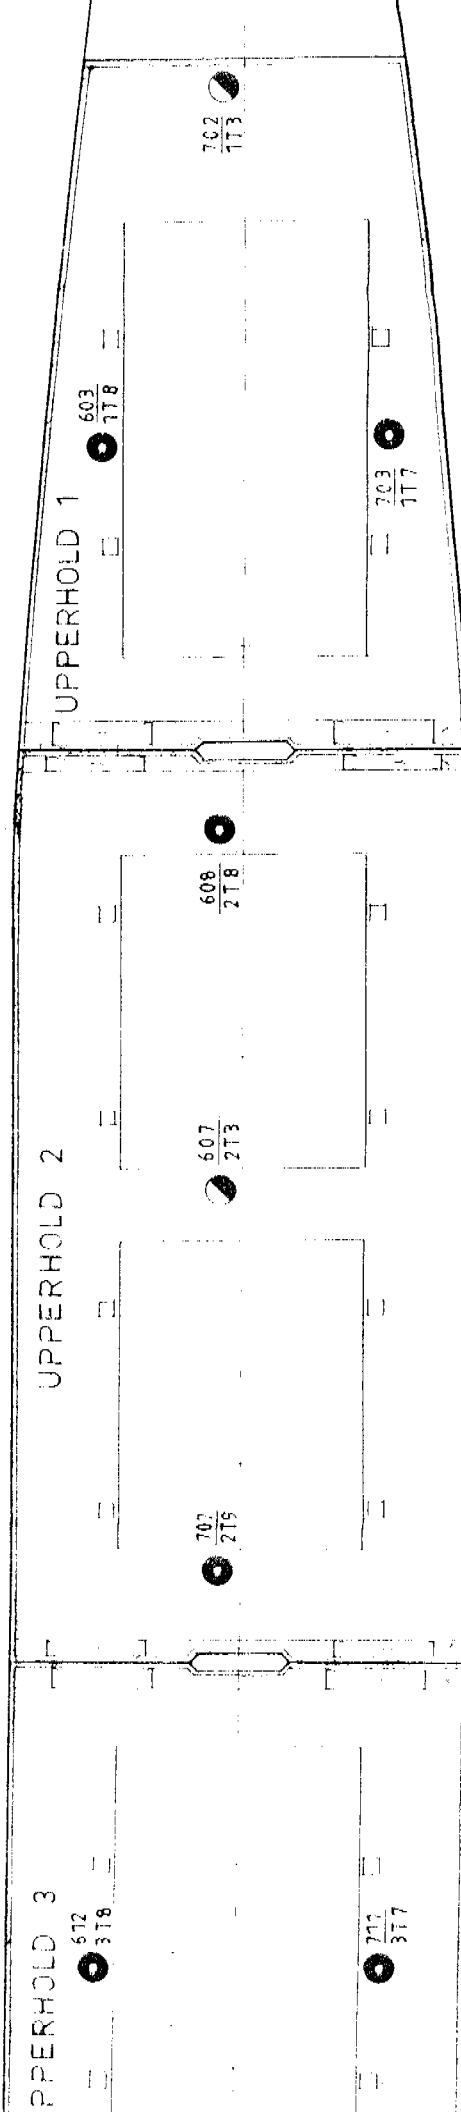 702
1T3
603
1T8
703
1T7
UPPERHOLD 1
608
2T8
607
2T3
UPPERHOLD 2
707
2T9
612
3T8
711
3T7
PPERHOLD 3